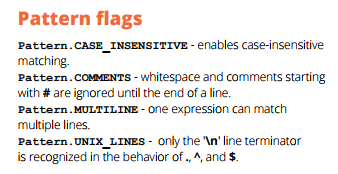 Pattern flags
Pattern.CASE_INSENSITIVE - enables case-insensitive
matching.
Pattern.COMMENTS - whitespace and comments starting
with # are ignored until the end of a line.
Pattern.MULTILINE - one expression can match
multiple lines.
Pattern.UNIX_LINES - only the '\n' line terminator
is recognized in the behavior of ., ^, and $.